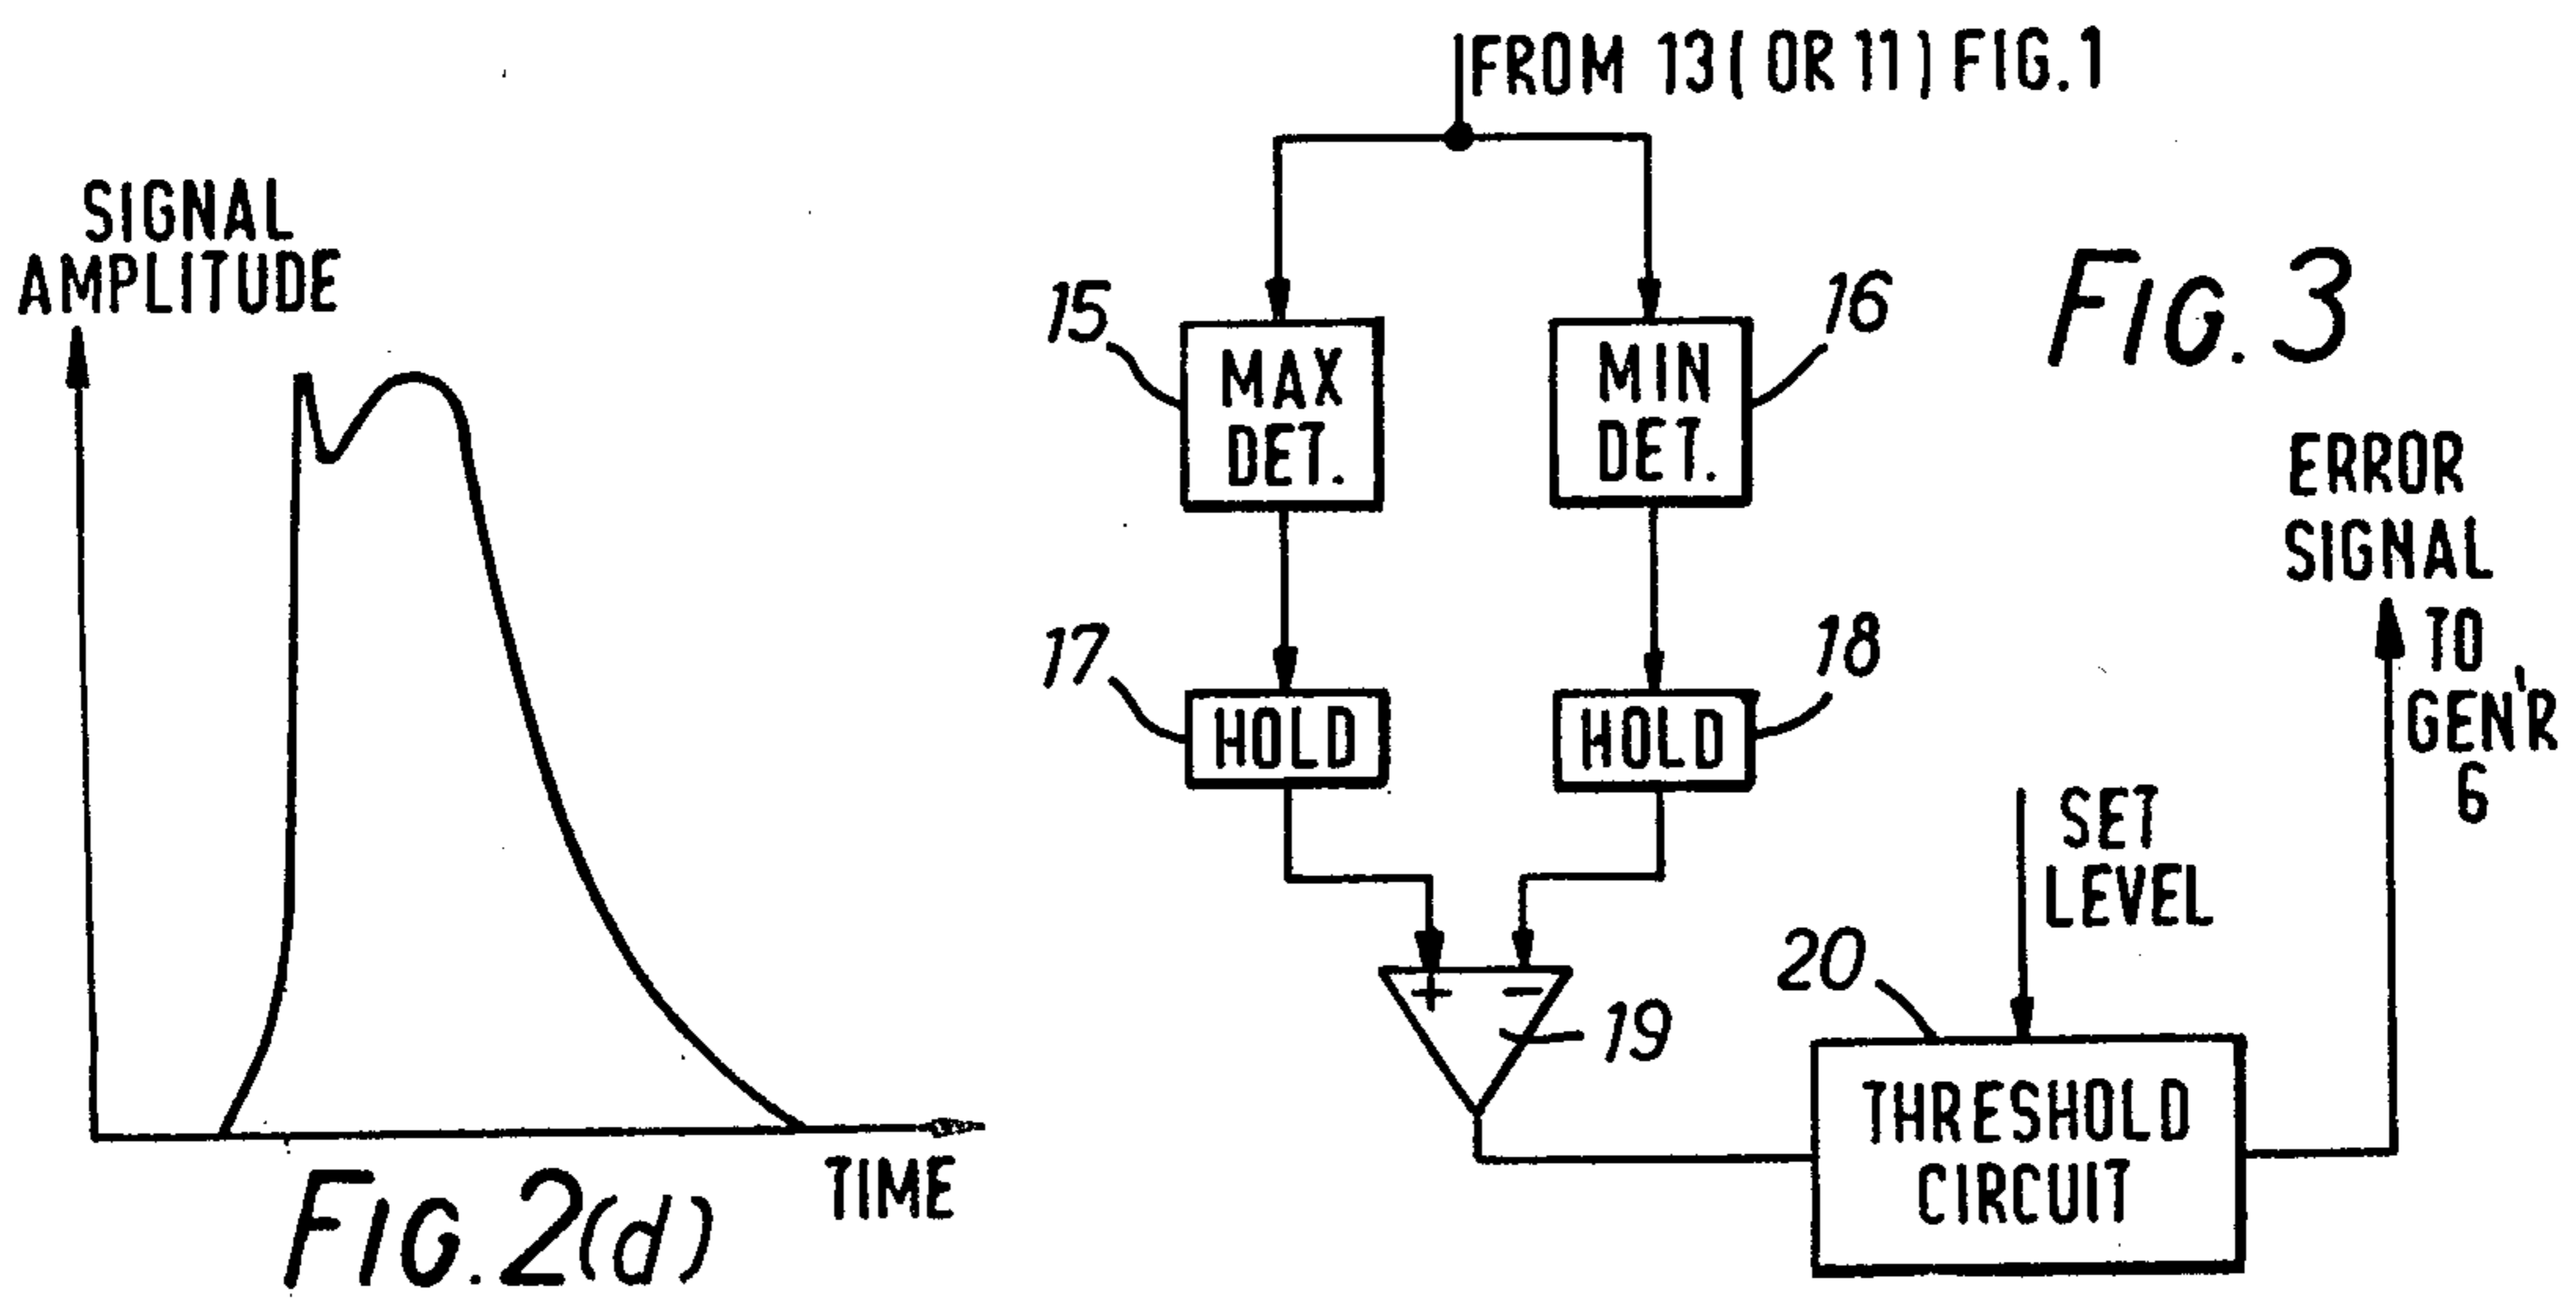 SIGNAL
AMPLITUDE
TIME
FIG. 2(d)
FROM 13( OR 11 ) FIG.1
FIG. 3
15
MAX
DET.
16
MIN
DET.
17
HOLD
18
HOLD
+ −
19
20
SET
LEVEL
THRESHOLD
CIRCUIT
ERROR
SIGNAL
TO
GEN'R
6